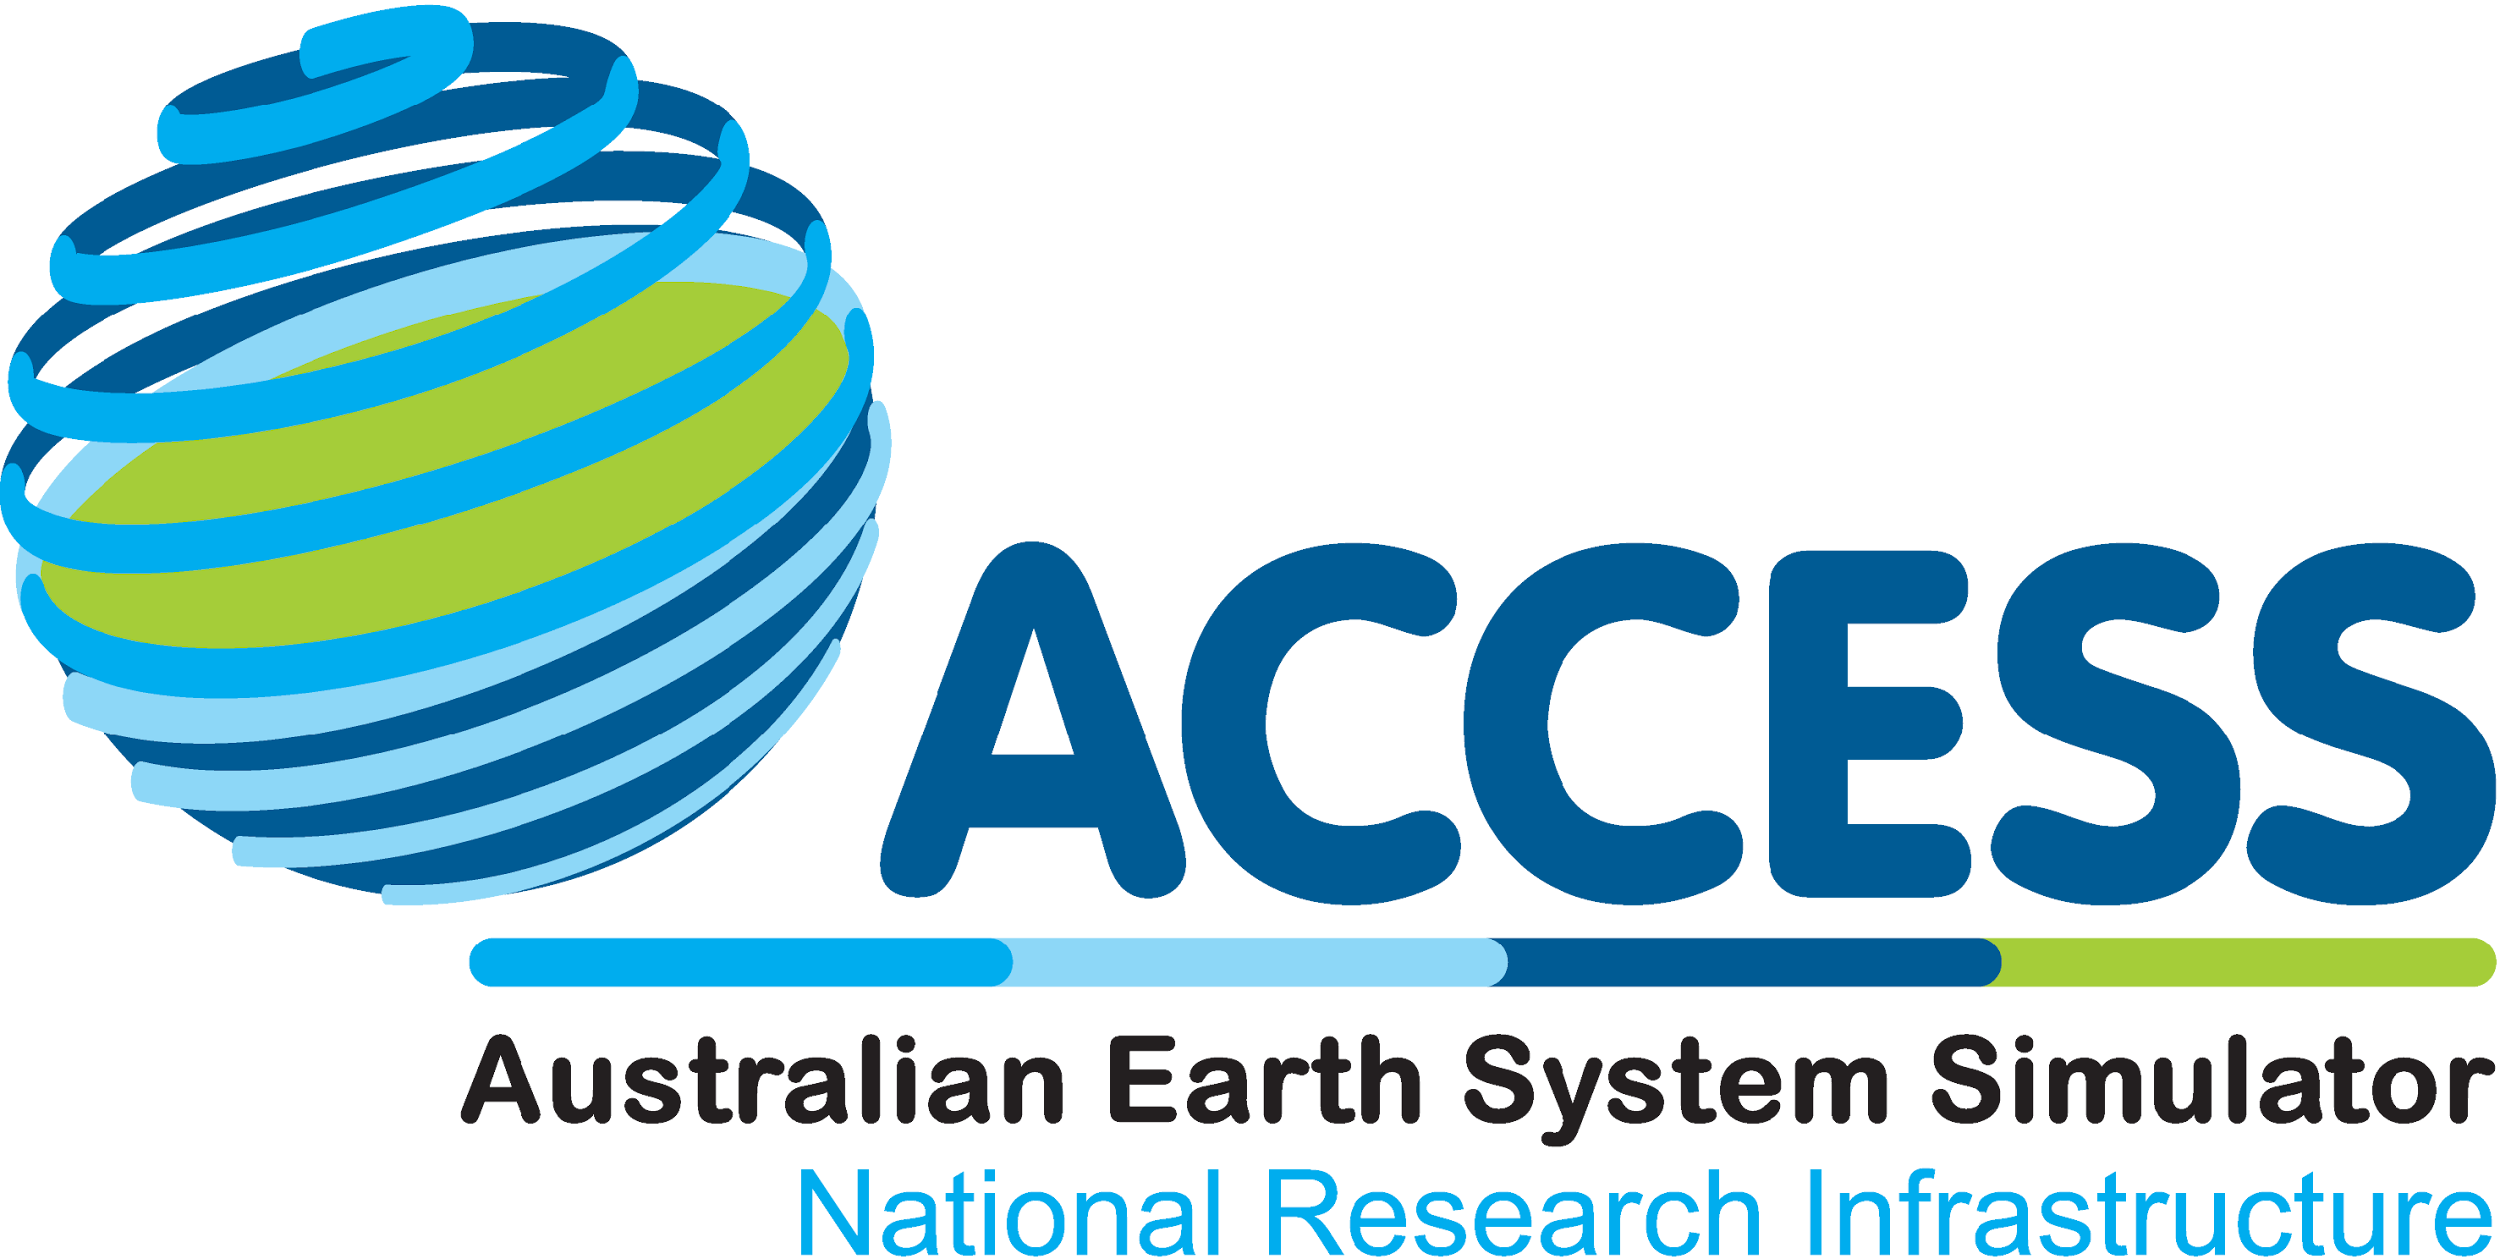 ACCESS
Australian Earth System Simulator
National Research Infrastructure